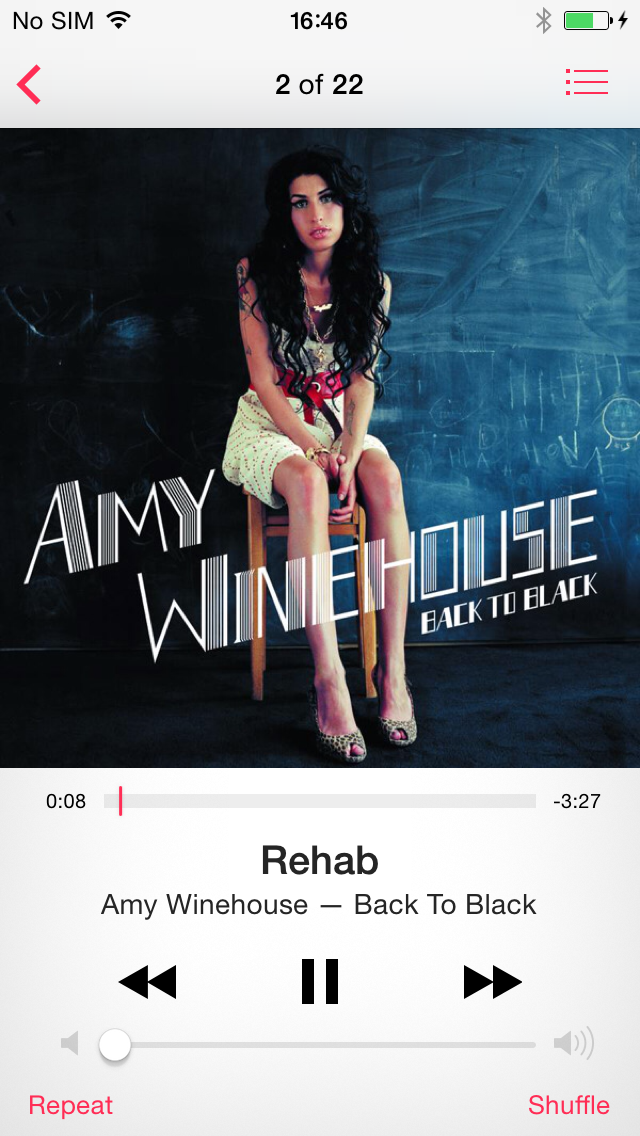 No SIM 16:46
2 of 22
AMY
WINEHOUSE
BACK TO BLACK
0:08 -3:27
Rehab
Amy Winehouse — Back To Black
Repeat Shuffle